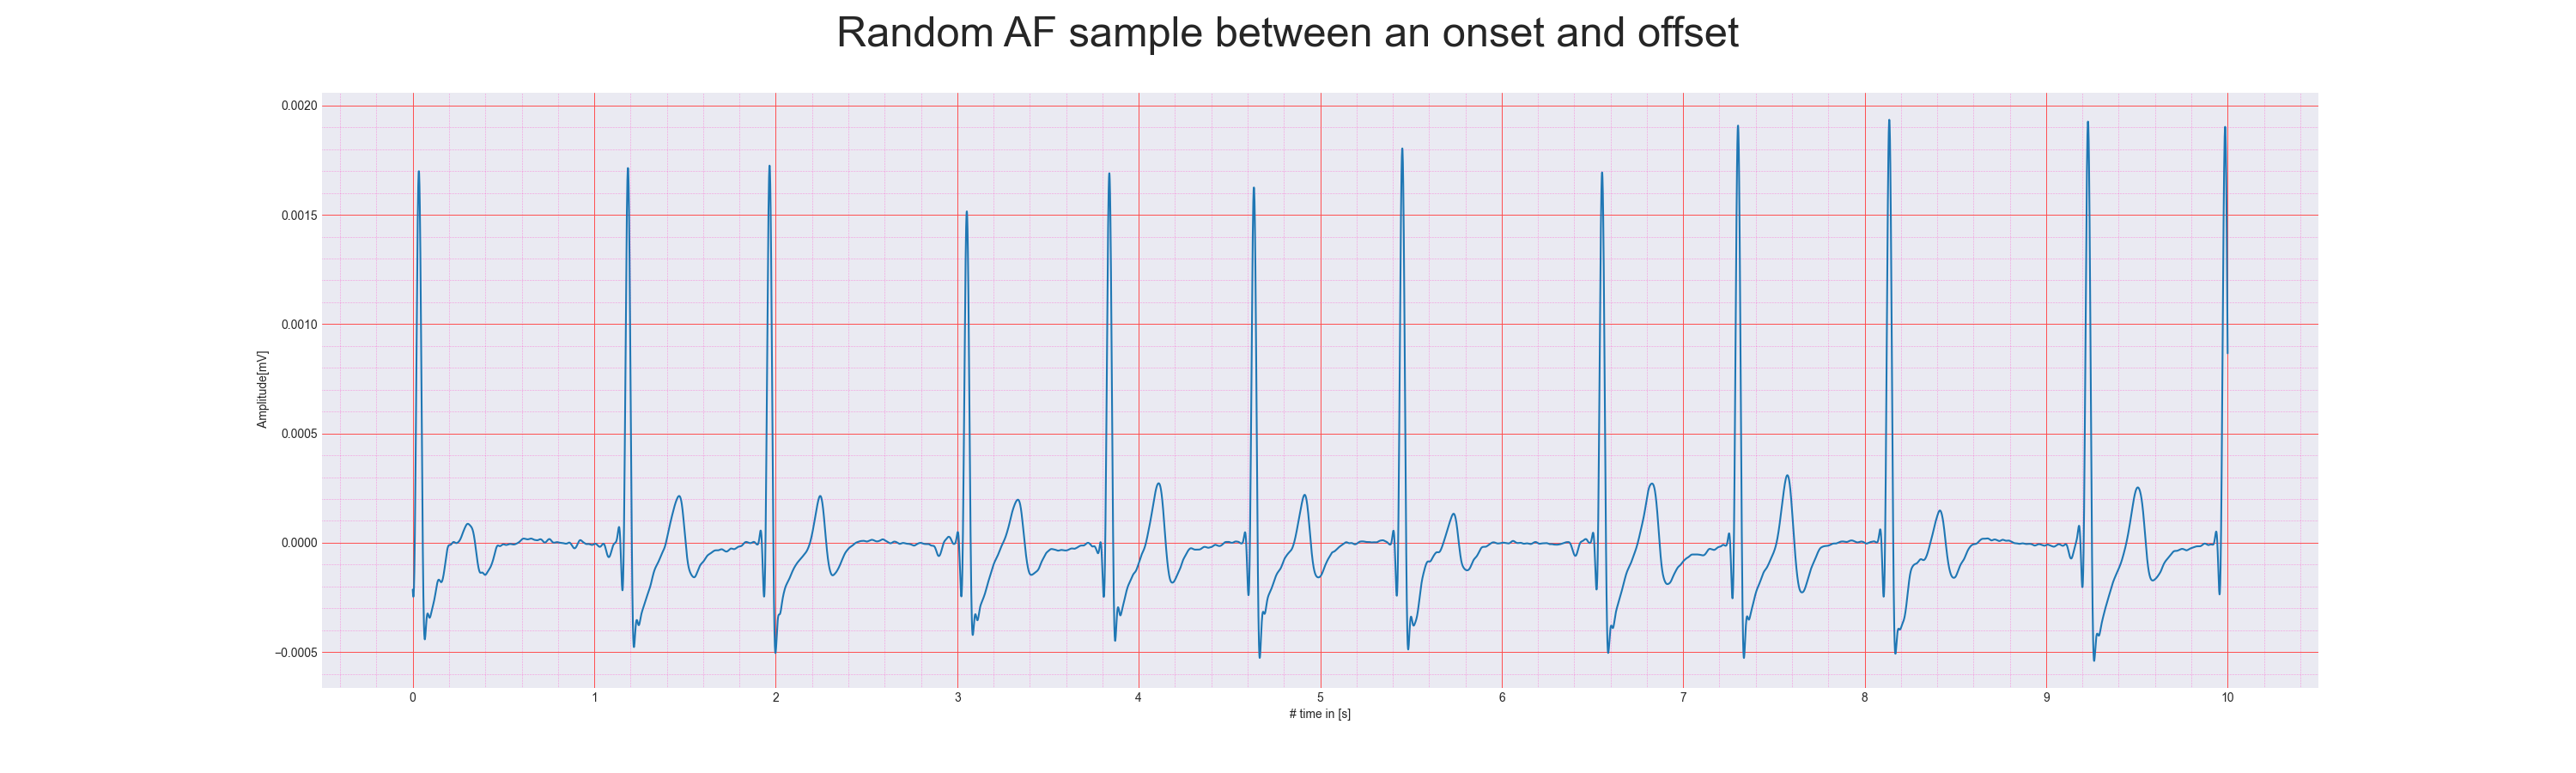 Random AF sample between an onset and offset
0.0020
0.0015
0.0010
0.0005
0.0000
−0.0005
Amplitude[mV]
0 1 2 3 4 5 6 7 8 9 10
# time in [s]